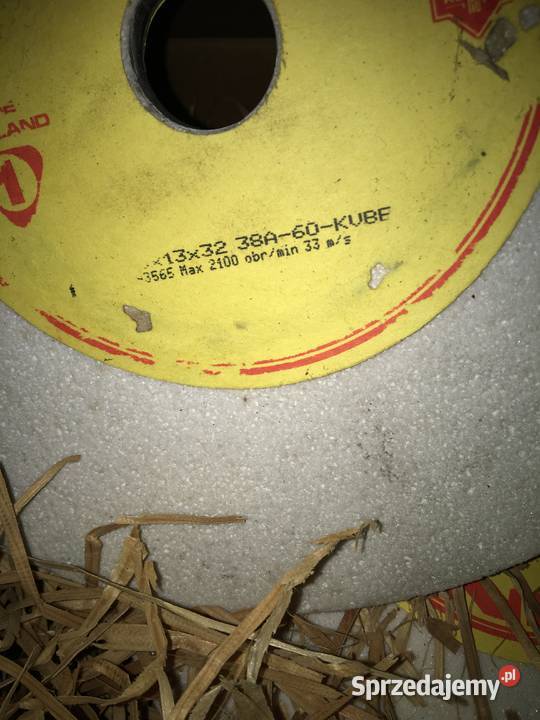 LAND
x13x32 38A-60-KVBE
-3565 Max 2100 obr/min 33 m/s
Sprzedajemy.pl